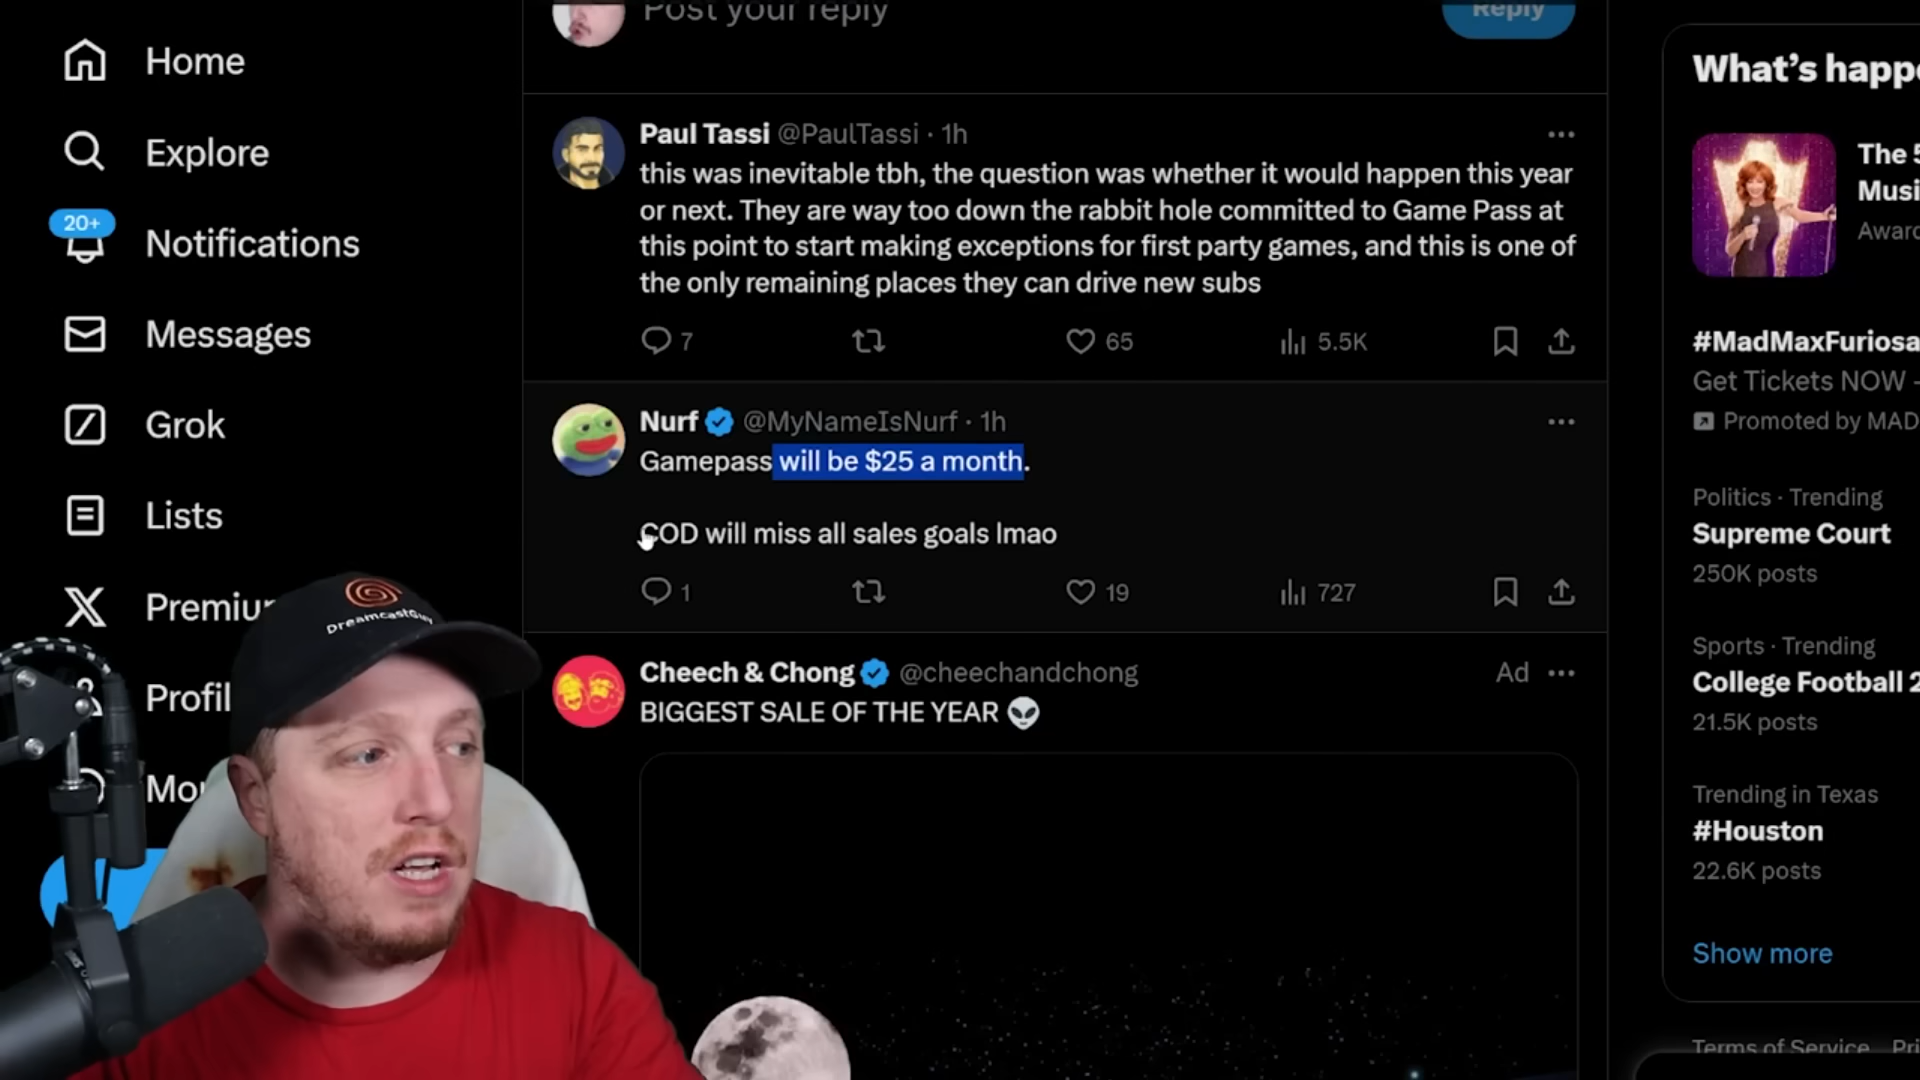 Post your reply
Reply
Home
Explore
20+
Notifications
Messages
Grok
Lists
Premiu
Profil
Mo
Paul Tassi @PaulTassi · 1h
this was inevitable tbh, the question was whether it would happen this year
or next. They are way too down the rabbit hole committed to Game Pass at
this point to start making exceptions for first party games, and this is one of
the only remaining places they can drive new subs
7
65
5.5K
Nurf @MyNameIsNurf · 1h
Gamepass will be $25 a month.
COD will miss all sales goals lmao
1
19
727
Cheech & Chong @cheechandchong
Ad
BIGGEST SALE OF THE YEAR 👽
What's happe
The 5
Musi
Award
#MadMaxFuriosa
Get Tickets NOW -
Promoted by MAD
Politics · Trending
Supreme Court
250K posts
Sports · Trending
College Football 2
21.5K posts
Trending in Texas
#Houston
22.6K posts
Show more
Terms of Service Pri
DreamcastGuy